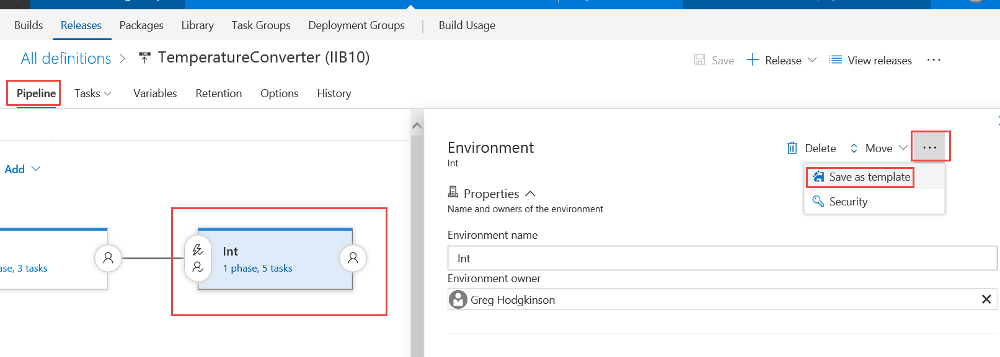 Builds Releases Packages Library Task Groups Deployment Groups Build Usage
All definitions TemperatureConverter (IIB10)
Save Release View releases
Pipeline Tasks Variables Retention Options History
Environment
Int
Delete Move
Save as template
Security
Add
Properties
Name and owners of the environment
Environment name
Int
Environment owner
Greg Hodgkinson
Int
1 phase, 5 tasks
ase, 3 tasks